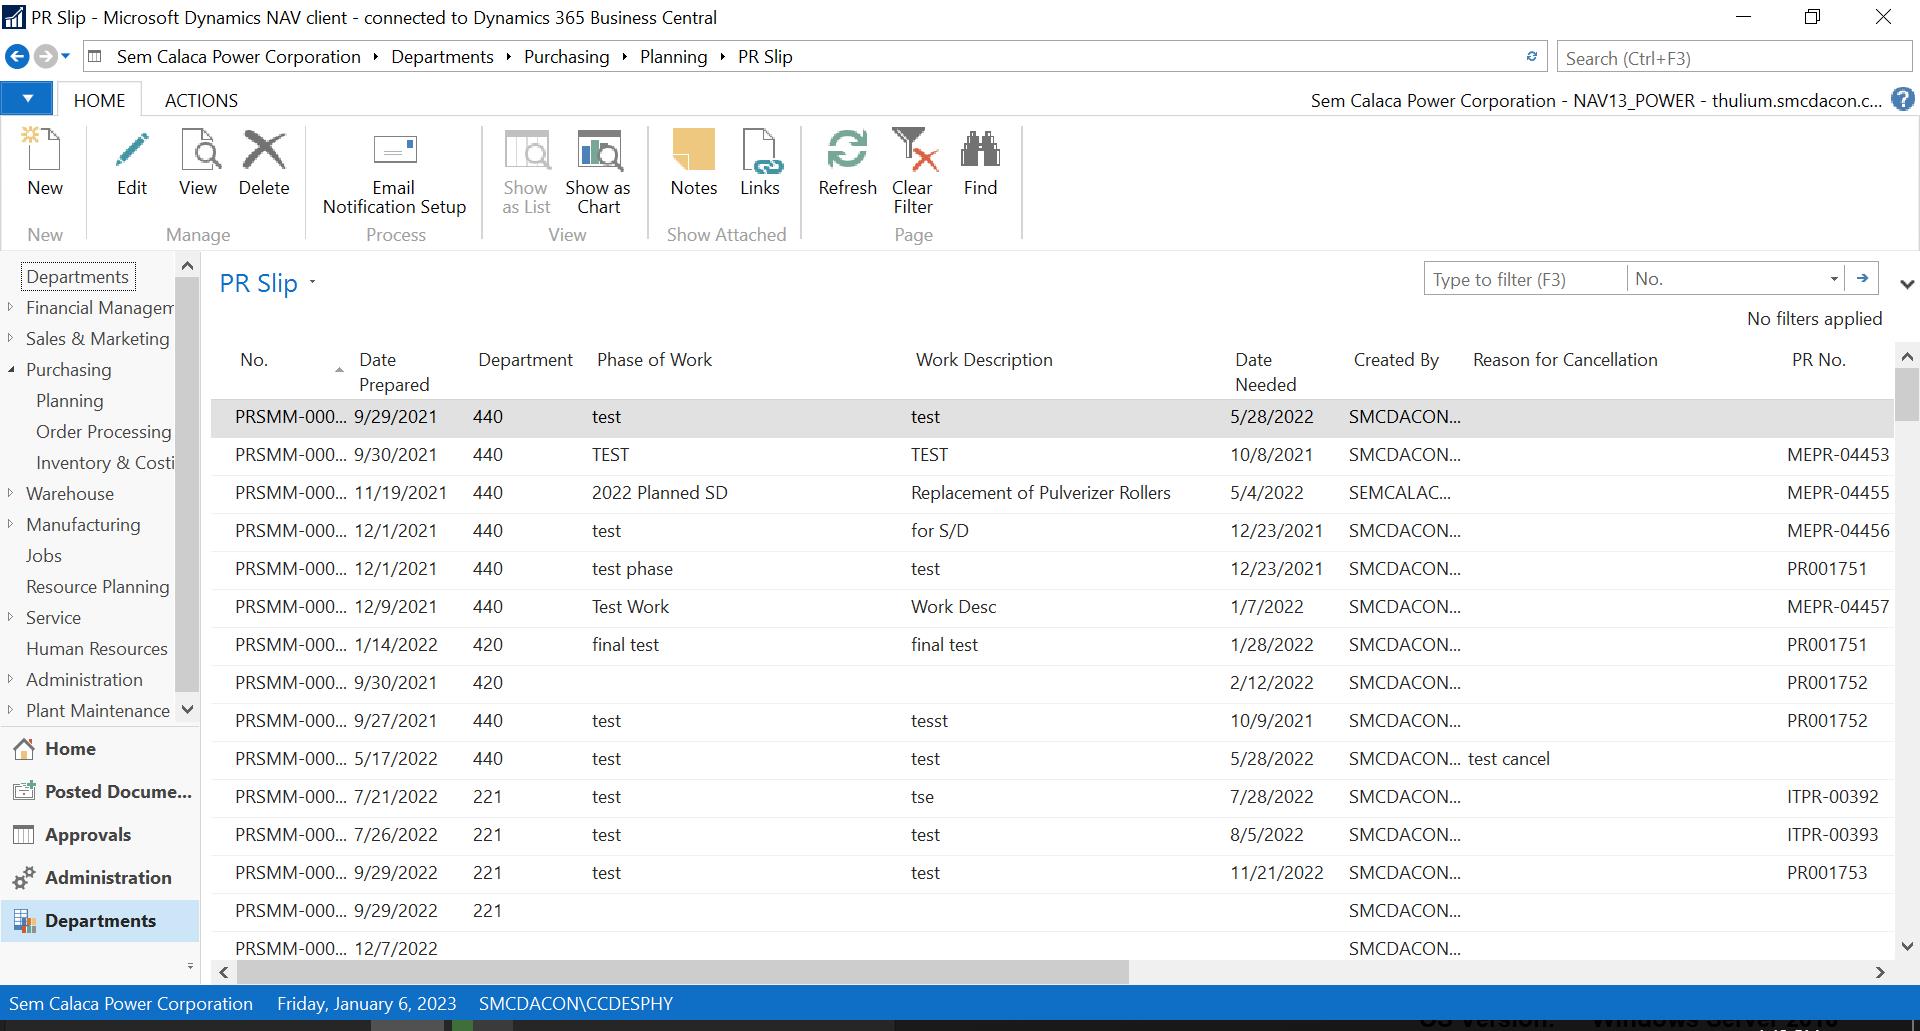 PR Slip - Microsoft Dynamics NAV client - connected to Dynamics 365 Business Central
Sem Calaca Power Corporation Departments Purchasing Planning PR Slip
Search (Ctrl+F3)
HOME ACTIONS
Sem Calaca Power Corporation - NAV13_POWER - thulium.smcdacon.c...
New Edit View Delete Email Notification Setup Show as List Show as Chart Notes Links Refresh Clear Filter Find
New Manage Process View Show Attached Page
Departments
Financial Managem
Sales & Marketing
Purchasing
Planning
Order Processing
Inventory & Costi
Warehouse
Manufacturing
Jobs
Resource Planning
Service
Human Resources
Administration
Plant Maintenance
Home
Posted Docume...
Approvals
Administration
Departments
PR Slip
Type to filter (F3) No.
No filters applied
No. Date Prepared Department Phase of Work Work Description Date Needed Created By Reason for Cancellation PR No.
PRSMM-000... 9/29/2021 440 test test 5/28/2022 SMCDACON...
PRSMM-000... 9/30/2021 440 TEST TEST 10/8/2021 SMCDACON... MEPR-04453
PRSMM-000... 11/19/2021 440 2022 Planned SD Replacement of Pulverizer Rollers 5/4/2022 SEMCALAC... MEPR-04455
PRSMM-000... 12/1/2021 440 test for S/D 12/23/2021 SMCDACON... MEPR-04456
PRSMM-000... 12/1/2021 440 test phase test 12/23/2021 SMCDACON... PR001751
PRSMM-000... 12/9/2021 440 Test Work Work Desc 1/7/2022 SMCDACON... MEPR-04457
PRSMM-000... 1/14/2022 420 final test final test 1/28/2022 SMCDACON... PR001751
PRSMM-000... 9/30/2021 420 2/12/2022 SMCDACON... PR001752
PRSMM-000... 9/27/2021 440 test tesst 10/9/2021 SMCDACON... PR001752
PRSMM-000... 5/17/2022 440 test test 5/28/2022 SMCDACON... test cancel
PRSMM-000... 7/21/2022 221 test tse 7/28/2022 SMCDACON... ITPR-00392
PRSMM-000... 7/26/2022 221 test test 8/5/2022 SMCDACON... ITPR-00393
PRSMM-000... 9/29/2022 221 test test 11/21/2022 SMCDACON... PR001753
PRSMM-000... 9/29/2022 221 SMCDACON...
PRSMM-000... 12/7/2022 SMCDACON...
Sem Calaca Power Corporation Friday, January 6, 2023 SMCDACON\CCDESPHY